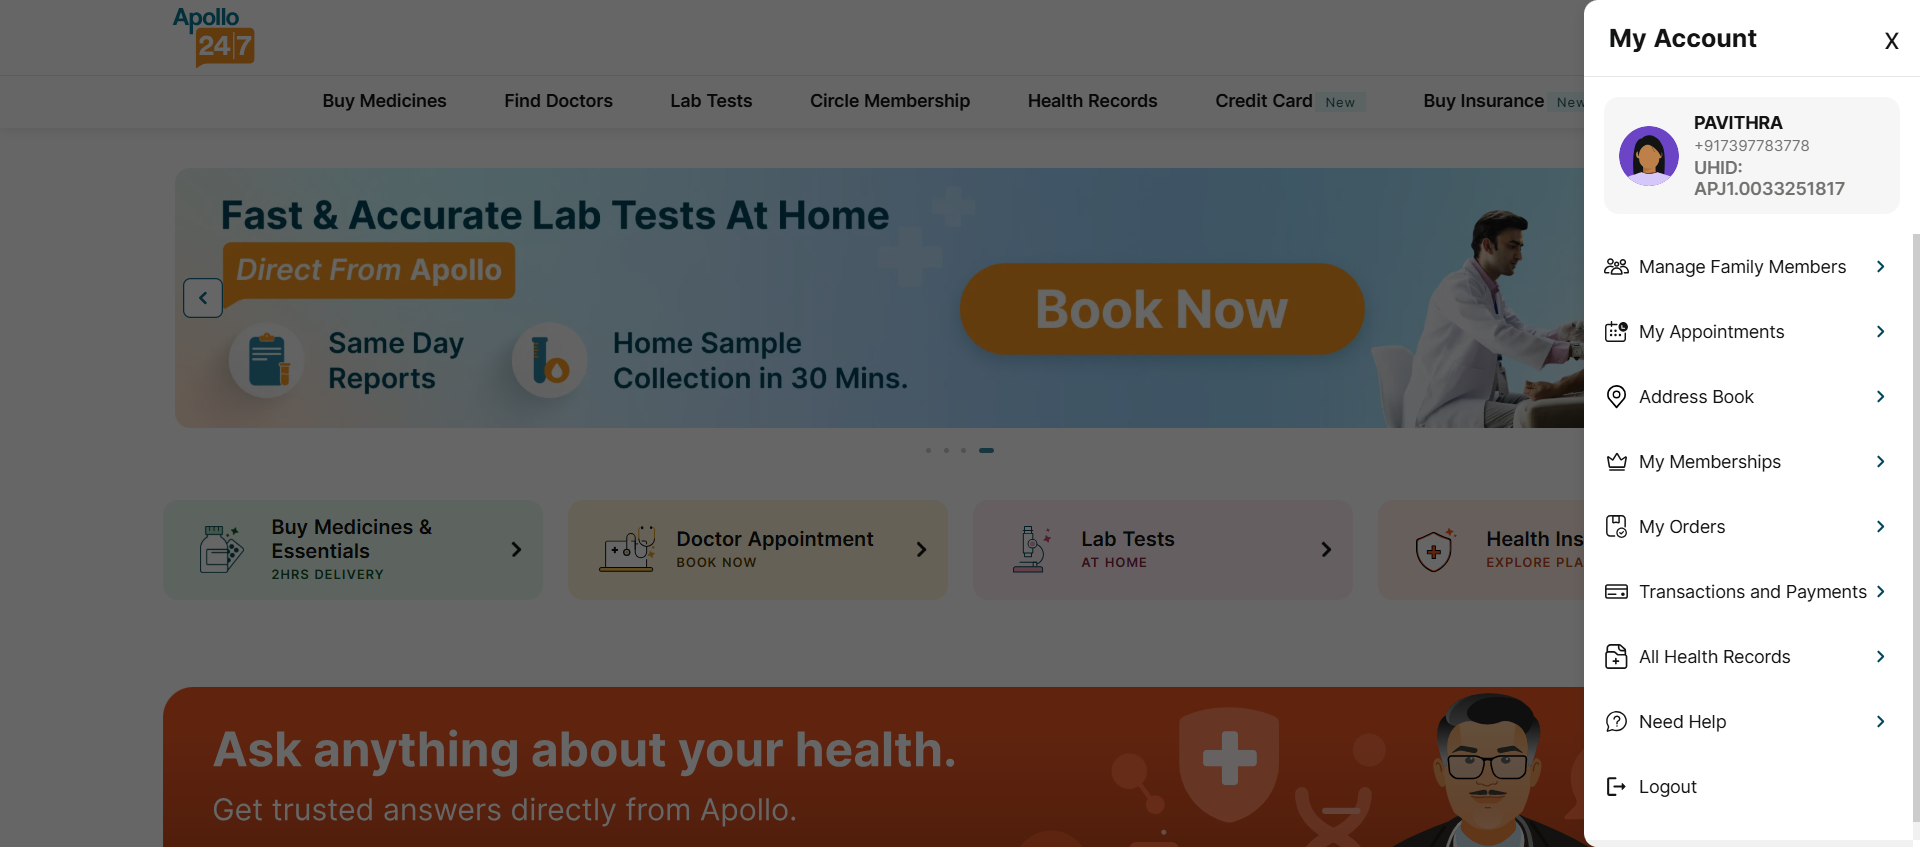 Apollo
24|7
Buy Medicines
Find Doctors
Lab Tests
Circle Membership
Health Records
Credit Card New
Buy Insurance New
Fast & Accurate Lab Tests At Home
Direct From Apollo
Same Day
Reports
Home Sample
Collection in 30 Mins.
Book Now
Buy Medicines &
Essentials
2HRS DELIVERY
Doctor Appointment
BOOK NOW
Lab Tests
AT HOME
Health Ins
EXPLORE PLA
Ask anything about your health.
Get trusted answers directly from Apollo.
My Account
X
PAVITHRA
+917397783778
UHID:
APJ1.0033251817
Manage Family Members
My Appointments
Address Book
My Memberships
My Orders
Transactions and Payments
All Health Records
Need Help
Logout